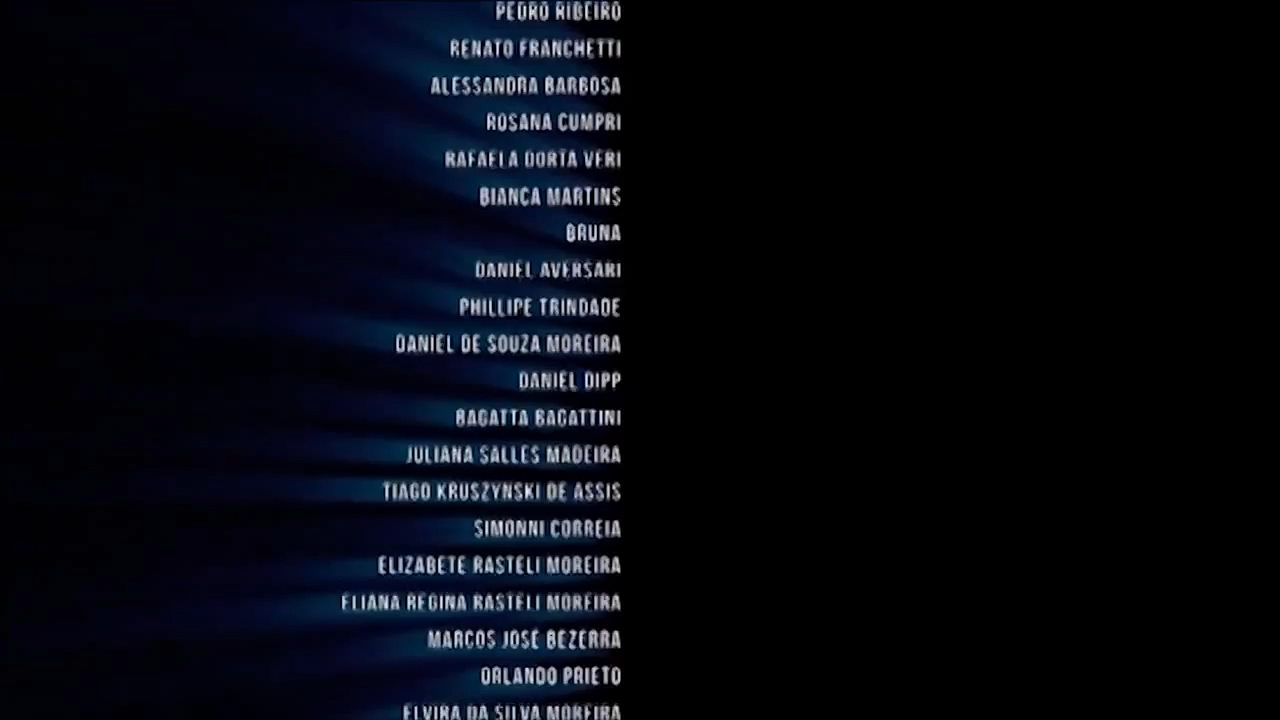 PEDRO RIBEIRO
RENATO FRANCHETTI
ALESSANDRA BARBOSA
ROSANA CUMPRI
RAFAELA DORTA VERI
BIANCA MARTINS
BRUNA
DANIEL AVERSARI
PHILLIPE TRINDADE
DANIEL DE SOUZA MOREIRA
DANIEL DIPP
BAGATTA BAGATTINI
JULIANA SALLES MADEIRA
TIAGO KRUSZYNSKI DE ASSIS
SIMONNI CORREIA
ELIZABETE RASTELI MOREIRA
ELIANA REGINA RASTELI MOREIRA
MARCOS JOSÉ BEZERRA
ORLANDO PRIETO
ELVIRA DA SILVA MOREIRA